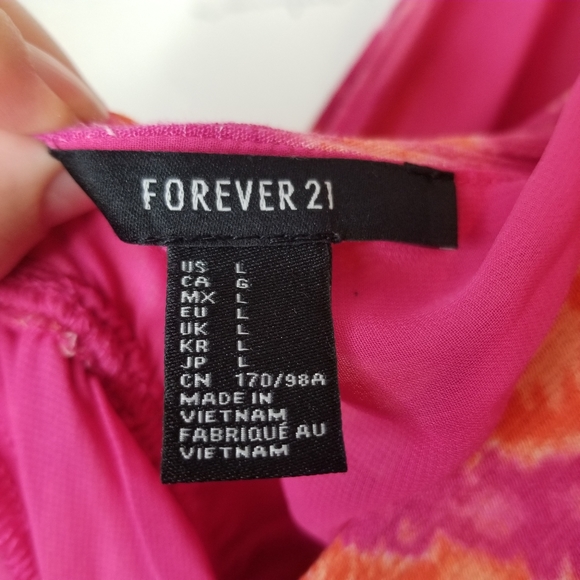 FOREVER 21
US L
CA G
MX L
EU L
UK L
KR L
JP L
CN 170/98A
MADE IN
VIETNAM
FABRIQUÉ AU
VIETNAM